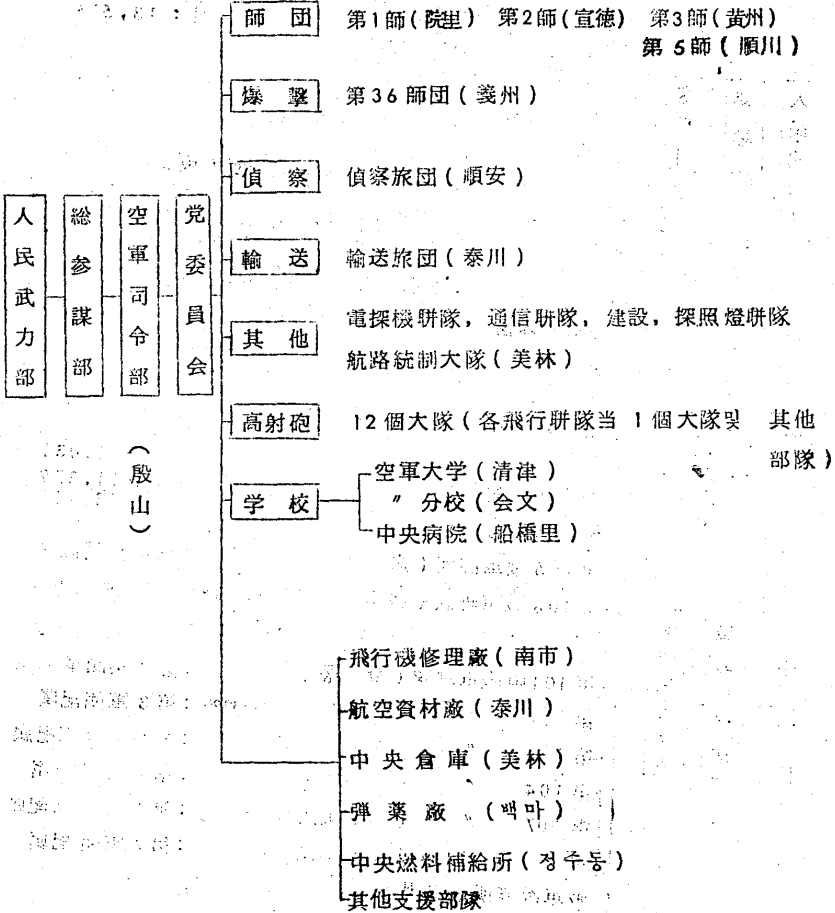 師団 第1師(院里) 第2師(宣徳) 第3師(黄州)
第5師(順川)
爆撃 第36師団(義州)
偵察 偵察旅団(順安)
人民武力部
総参謀部
空軍司令部
(殷山)
党委員会
輸送 輸送旅団(泰川)
其他 電探機聯隊, 通信聯隊, 建設, 探照燈聯隊
航路統制大隊(美林)
高射砲 12個大隊(各飛行聯隊当 1個大隊및 其他
部隊)
学校 空軍大学(清津)
〃 分校(会文)
中央病院(船橋里)
飛行機修理廠(南市)
航空資材廠(泰川)
中央倉庫(美林)
弾薬廠 (백마)
中央燃料補給所(정주동)
其他支援部隊